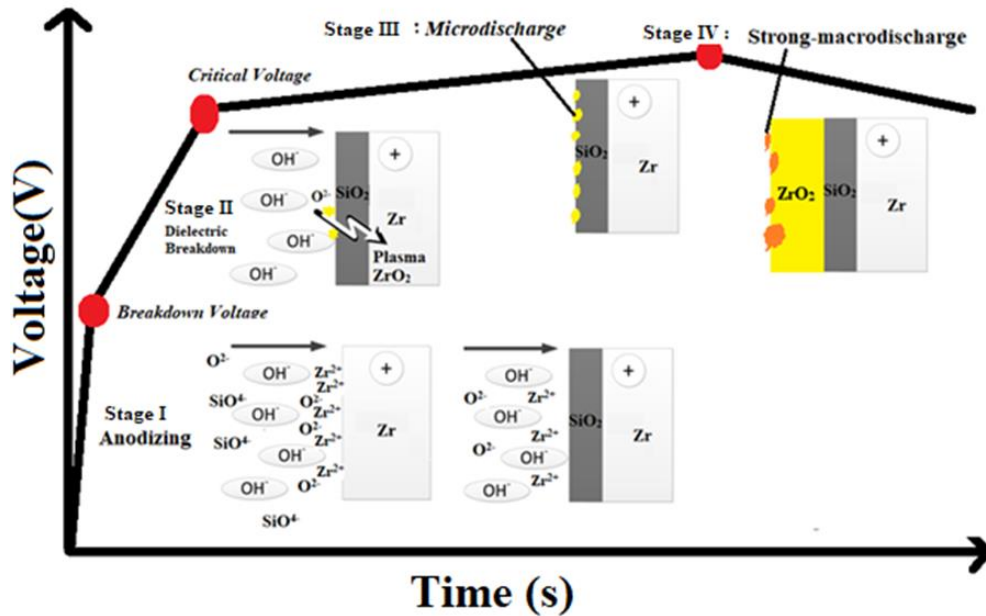 Stage III : Microdischarge
Stage IV :
Strong-macrodischarge
Critical Voltage
+
SiO₂
Zr
+
ZrO₂
SiO₂
Zr
OH⁻
OH⁻
O²⁻
OH⁻
OH⁻
SiO₂
+
Zr
Stage II
Dielectric
Breakdown
Plasma
ZrO₂
Breakdown Voltage
Stage I
Anodizing
O²⁻
OH⁻
Zr²⁺
Zr²⁺
SiO⁴⁻
O²⁻
OH⁻
Zr²⁺
O²⁻
SiO⁴⁻
Zr²⁺
OH⁻
Zr²⁺
OH⁻
O²⁻
SiO⁴⁻
+
Zr
OH⁻
O²⁻
Zr²⁺
OH⁻
Zr²⁺
O²⁻
OH⁻
Zr²⁺
OH⁻
SiO₂
+
Zr
Voltage(V)
Time (s)